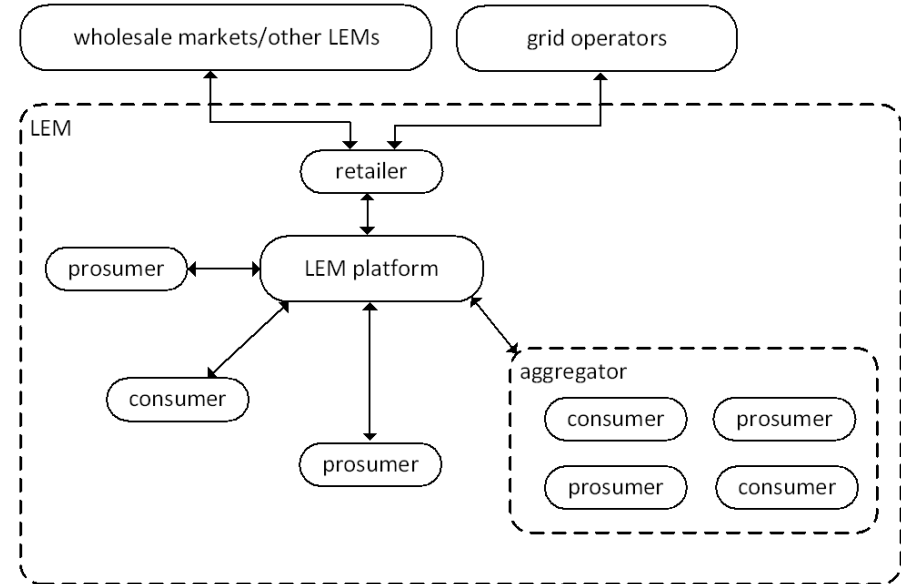 wholesale markets/other LEMs
grid operators
LEM
retailer
prosumer
LEM platform
consumer
prosumer
aggregator
consumer
prosumer
prosumer
consumer